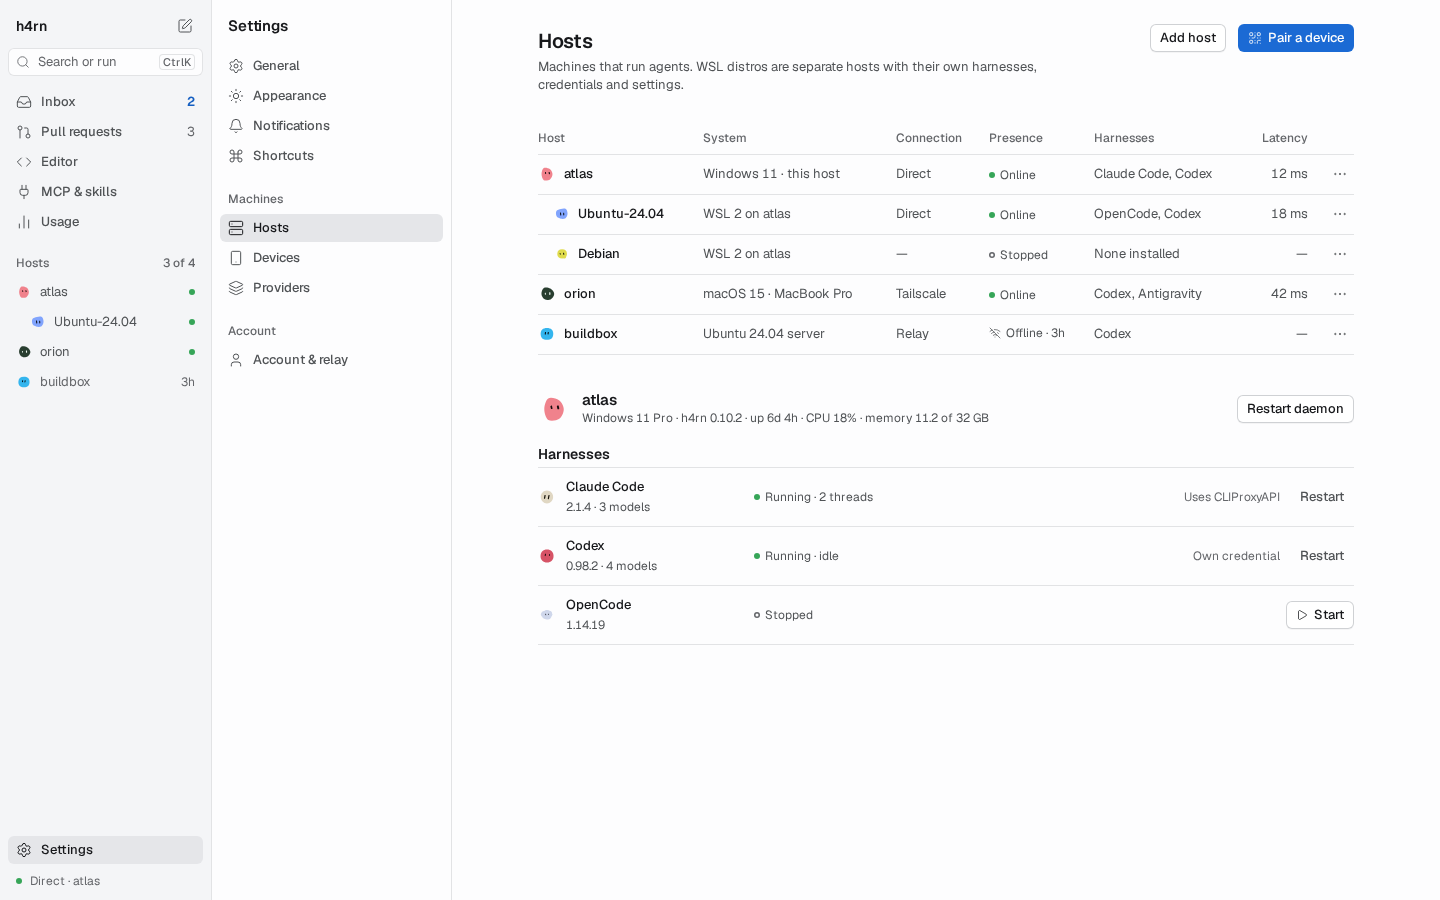 h4rn
Search or run CtrlK
Inbox 2
Pull requests 3
Editor
MCP & skills
Usage
Hosts 3 of 4
atlas
Ubuntu-24.04
orion
buildbox 3h
Settings
Direct · atlas
Settings
General
Appearance
Notifications
Shortcuts
Machines
Hosts
Devices
Providers
Account
Account & relay
Hosts
Add host
Pair a device
Machines that run agents. WSL distros are separate hosts with their own harnesses,
credentials and settings.
Host System Connection Presence Harnesses Latency
atlas Windows 11 · this host Direct Online Claude Code, Codex 12 ms ···
Ubuntu-24.04 WSL 2 on atlas Direct Online OpenCode, Codex 18 ms ···
Debian WSL 2 on atlas — Stopped None installed — ···
orion macOS 15 · MacBook Pro Tailscale Online Codex, Antigravity 42 ms ···
buildbox Ubuntu 24.04 server Relay Offline · 3h Codex — ···
atlas
Windows 11 Pro · h4rn 0.10.2 · up 6d 4h · CPU 18% · memory 11.2 of 32 GB
Restart daemon
Harnesses
Claude Code
2.1.4 · 3 models
Running · 2 threads
Uses CLIProxyAPI
Restart
Codex
0.98.2 · 4 models
Running · idle
Own credential
Restart
OpenCode
1.14.19
Stopped
Start